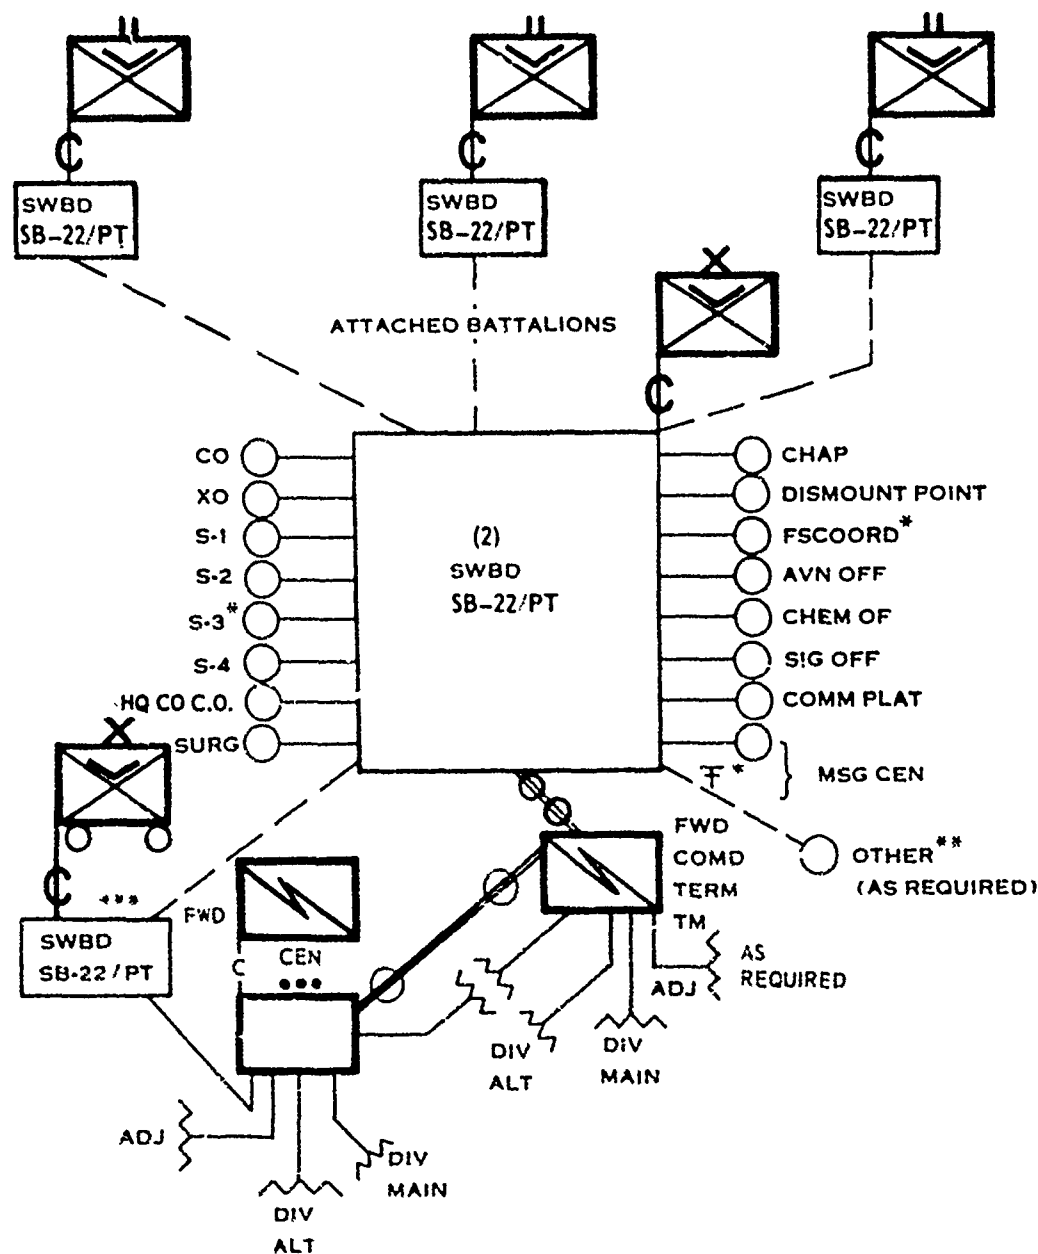 SWBD
SB-22/PT
SWBD
SB-22/PT
SWBD
SB-22/PT
ATTACHED BATTALIONS
CO
XO
S-1
S-2
S-3*
S-4
HQ CO C.O.
SURG
(2)
SWBD
SB-22/PT
CHAP
DISMOUNT POINT
FSCOORD*
AVN OFF
CHEM OF
SIG OFF
COMM PLAT
*
MSG CEN
OTHER**
(AS REQUIRED)
FWD
COMD
TERM
TM
***
SWBD
SB-22/PT
FWD
CEN
AS
REQUIRED
ADJ
DIV
ALT
DIV
MAIN
ADJ
DIV
MAIN
DIV
ALT